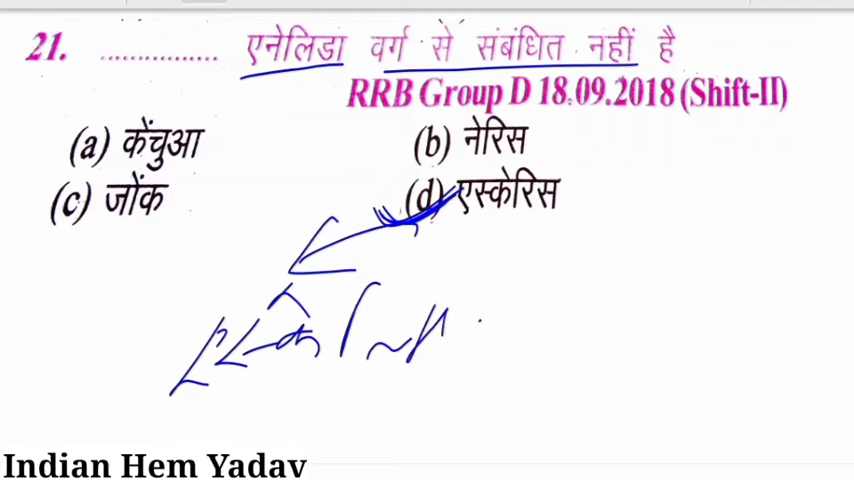 21. ................ एनेलिडा वर्ग से संबंधित नहीं है
RRB Group D 18.09.2018 (Shift-II)
(a) केंचुआ (b) नेरिस
(c) जोंक (d) एस्केरिस
Indian Hem Yadav